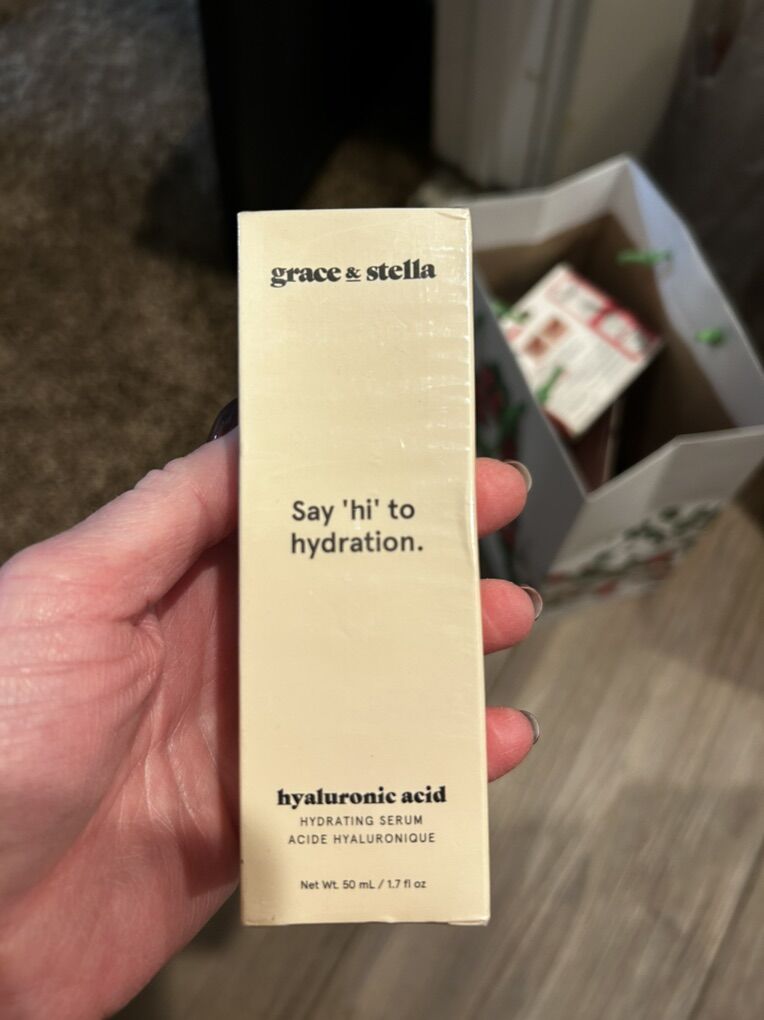 grace & stella
Say 'hi' to
hydration.
hyaluronic acid
HYDRATING SERUM
ACIDE HYALURONIQUE
Net Wt. 50 mL / 1.7 fl oz